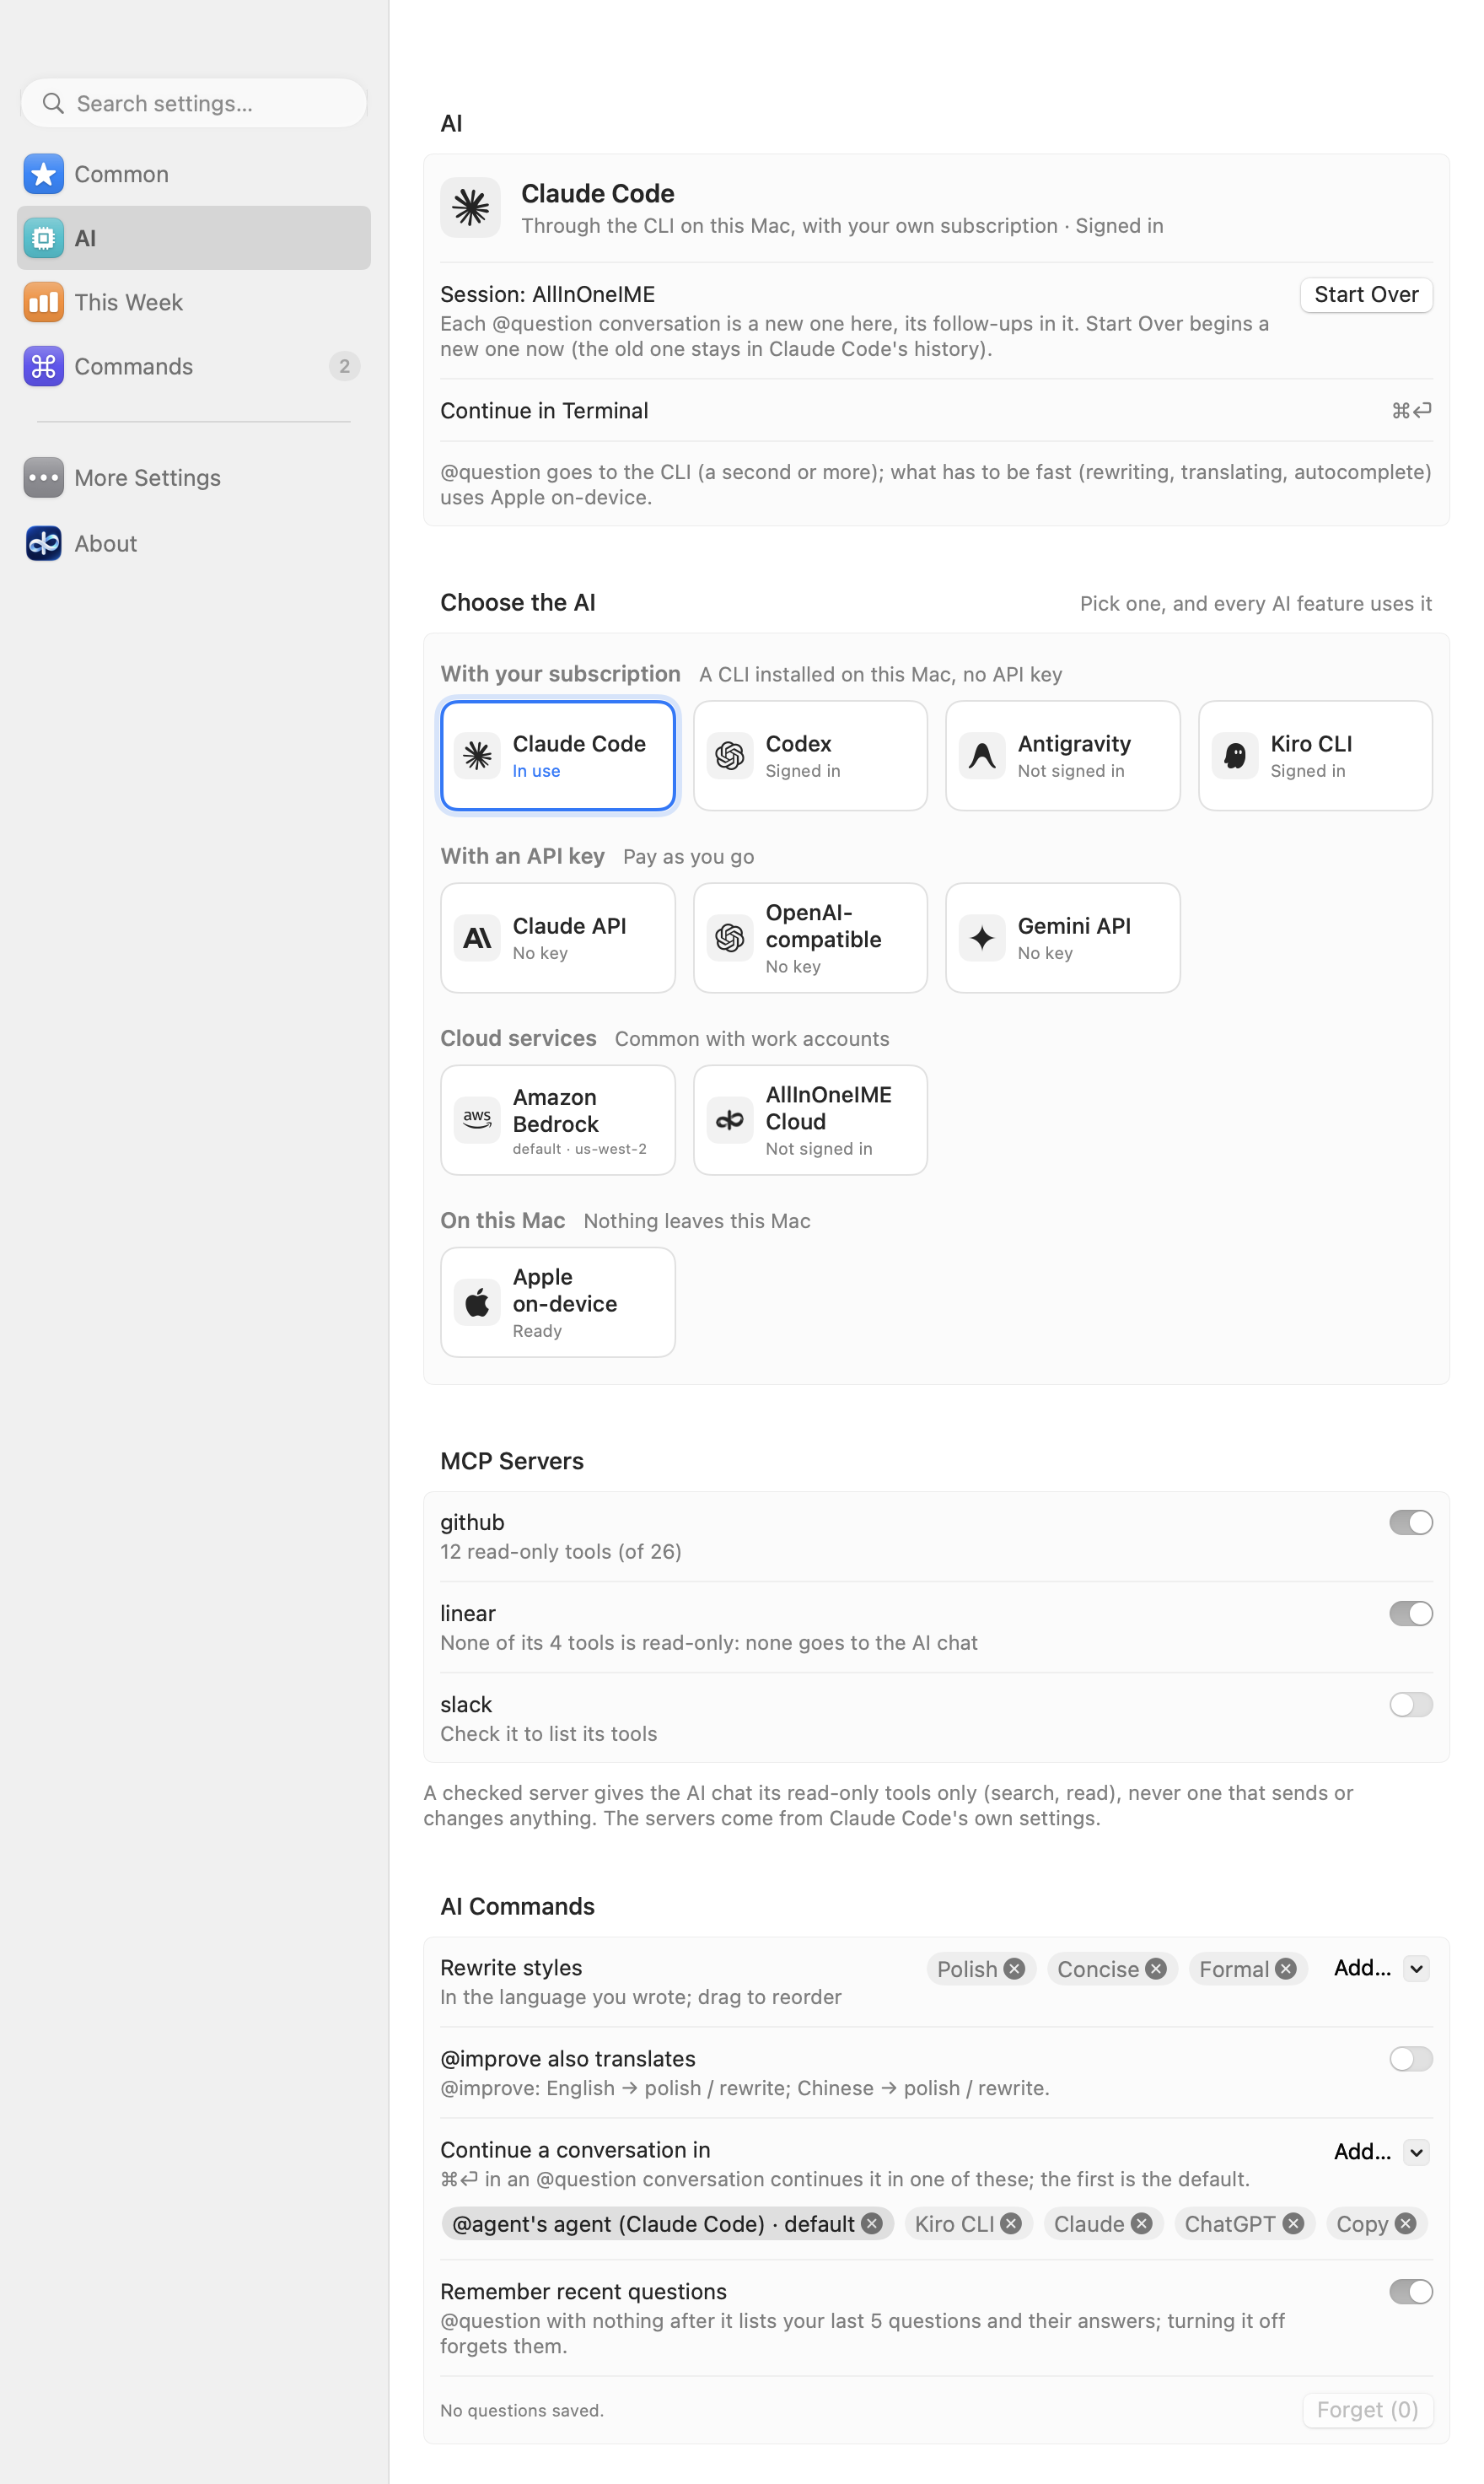 Search settings...
Common
AI
This Week
Commands
2
More Settings
About
AI
Claude Code
Through the CLI on this Mac, with your own subscription · Signed in
Session: AllInOneIME
Start Over
Each @question conversation is a new one here, its follow-ups in it. Start Over begins a
new one now (the old one stays in Claude Code's history).
Continue in Terminal
⌘↩
@question goes to the CLI (a second or more); what has to be fast (rewriting, translating, autocomplete)
uses Apple on-device.
Choose the AI
Pick one, and every AI feature uses it
With your subscription A CLI installed on this Mac, no API key
Claude Code
In use
Codex
Signed in
Antigravity
Not signed in
Kiro CLI
Signed in
With an API key Pay as you go
Claude API
No key
OpenAI-
compatible
No key
Gemini API
No key
Cloud services Common with work accounts
aws
Amazon
Bedrock
default · us-west-2
AllInOneIME
Cloud
Not signed in
On this Mac Nothing leaves this Mac
Apple
on-device
Ready
MCP Servers
github
12 read-only tools (of 26)
linear
None of its 4 tools is read-only: none goes to the AI chat
slack
Check it to list its tools
A checked server gives the AI chat its read-only tools only (search, read), never one that sends or
changes anything. The servers come from Claude Code's own settings.
AI Commands
Rewrite styles
Polish Concise Formal Add...
In the language you wrote; drag to reorder
@improve also translates
@improve: English → polish / rewrite; Chinese → polish / rewrite.
Continue a conversation in
Add...
⌘↩ in an @question conversation continues it in one of these; the first is the default.
@agent's agent (Claude Code) · default Kiro CLI Claude ChatGPT Copy
Remember recent questions
@question with nothing after it lists your last 5 questions and their answers; turning it off
forgets them.
No questions saved.
Forget (0)